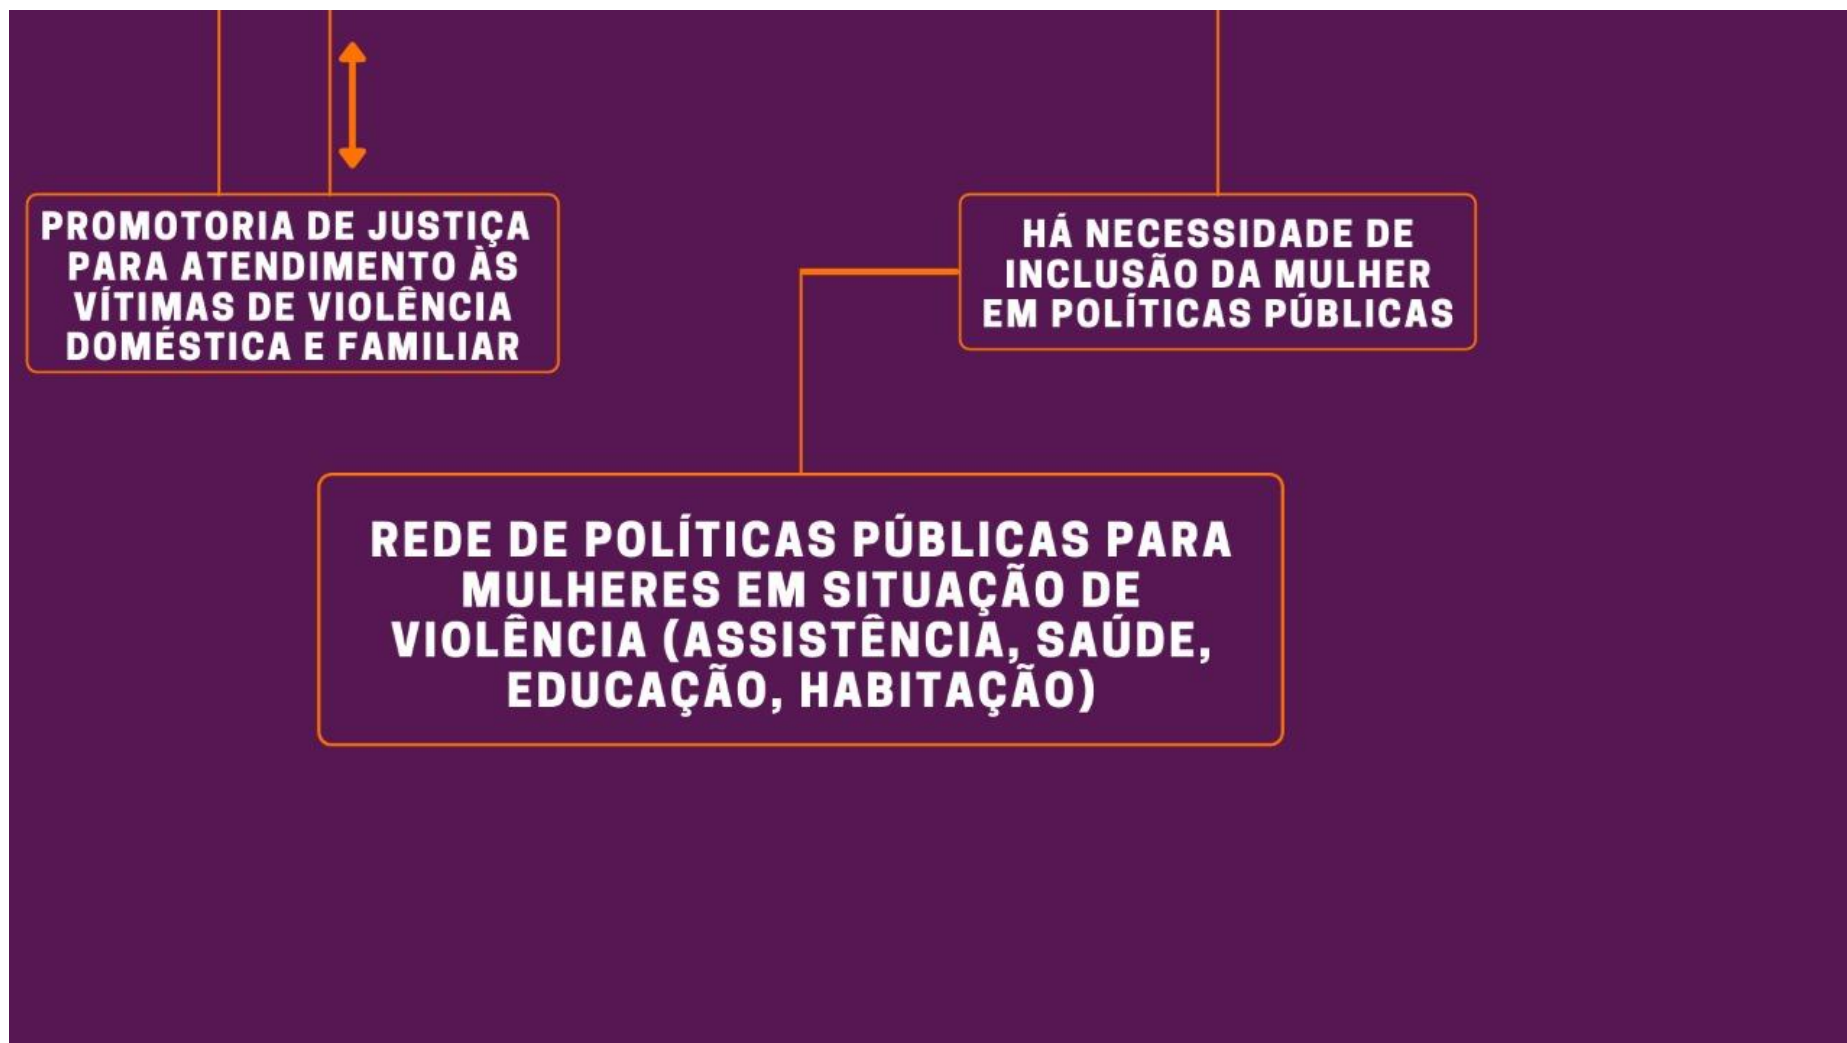 PROMOTORIA DE JUSTIÇA
PARA ATENDIMENTO ÀS
VÍTIMAS DE VIOLÊNCIA
DOMÉSTICA E FAMILIAR
HÁ NECESSIDADE DE
INCLUSÃO DA MULHER
EM POLÍTICAS PÚBLICAS
REDE DE POLÍTICAS PÚBLICAS PARA
MULHERES EM SITUAÇÃO DE
VIOLÊNCIA (ASSISTÊNCIA, SAÚDE,
EDUCAÇÃO, HABITAÇÃO)